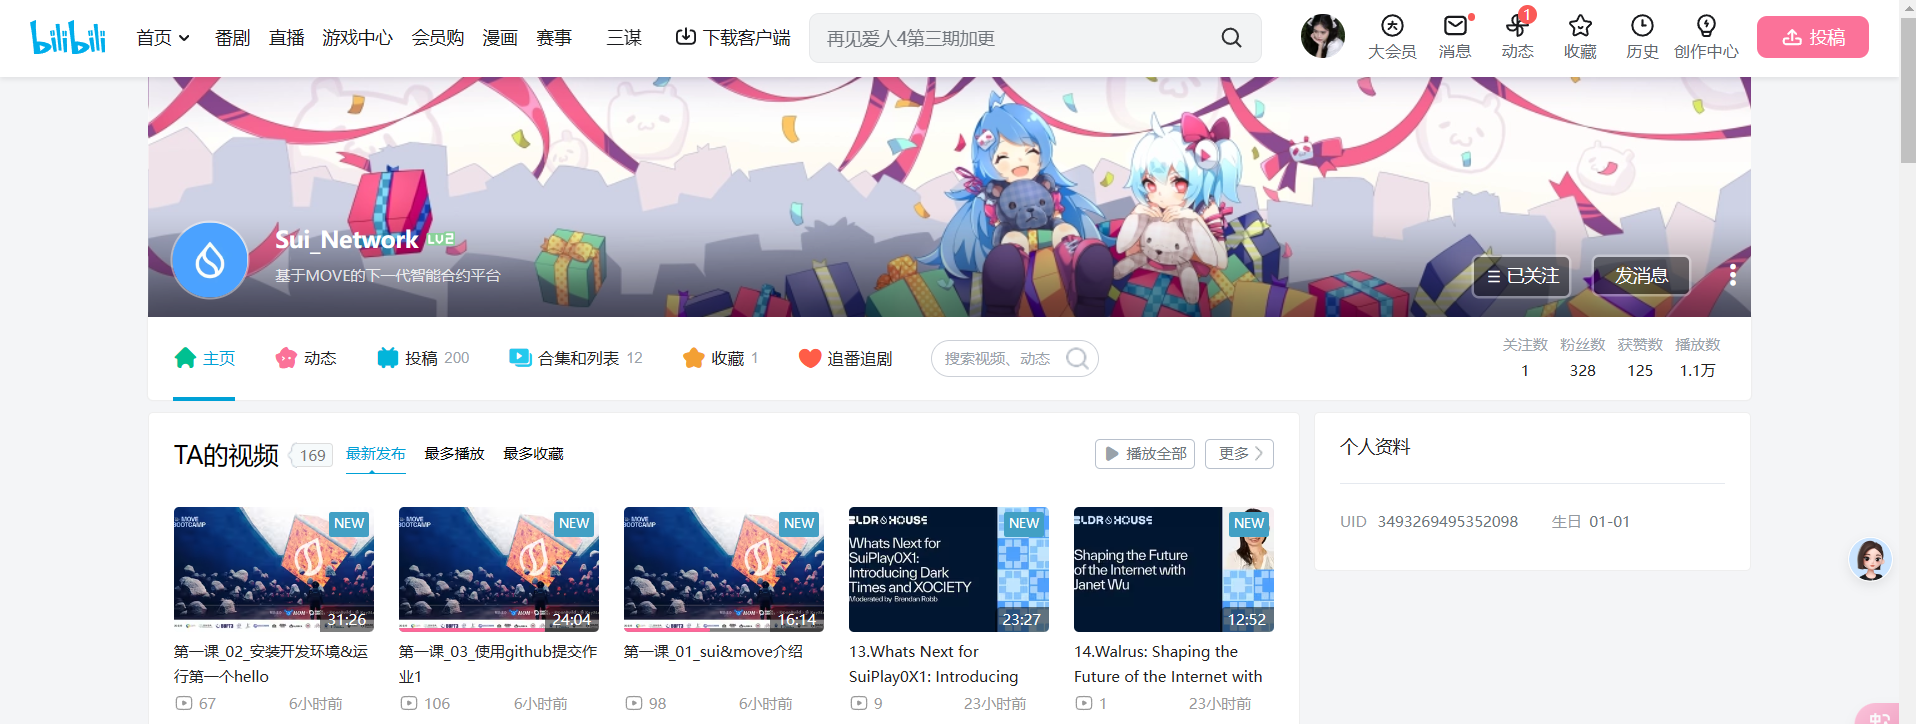 bilibili
首页
番剧
直播
游戏中心
会员购
漫画
赛事
三谋
下载客户端
再见爱人4第三期加更
大会员
消息
1
动态
收藏
历史
创作中心
投稿
Sui_Network LV2
基于MOVE的下一代智能合约平台
已关注
发消息
主页
动态
投稿 200
合集和列表 12
收藏 1
追番追剧
搜索视频、动态
关注数 粉丝数 获赞数 播放数
1 328 125 1.1万
TA的视频 169
最新发布
最多播放
最多收藏
播放全部
更多
MOVE
BOOTCAMP
NEW
31:26
第一课_02_安装开发环境&运
行第一个hello
67 6小时前
MOVE
BOOTCAMP
NEW
24:04
第一课_03_使用github提交作
业1
106 6小时前
MOVE
BOOTCAMP
NEW
16:14
第一课_01_sui&move介绍
98 6小时前
NEW
Whats Next for
SuiPlay0X1:
Introducing Dark
Times and XOCIETY
Moderated by Brendan Robb
23:27
13.Whats Next for
SuiPlay0X1: Introducing
9 23小时前
NEW
Shaping the Future
of the Internet with
Janet Wu
12:52
14.Walrus: Shaping the
Future of the Internet with
1 23小时前
个人资料
UID 3493269495352098 生日 01-01